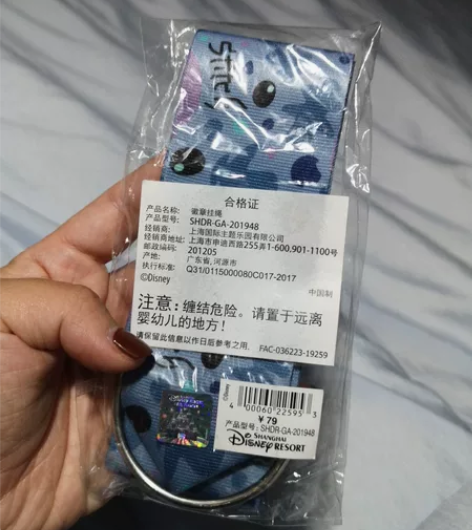 Stitch
合格证
产品名称: 徽章挂绳
产品型号: SHDR-GA-201948
经销商: 上海国际主题乐园有限公司
经销商地址: 上海市申迪西路255弄1-600,901-1100号
邮政编码: 201205
产地: 广东省, 河源市
执行标准: Q31/0115000080C017-2017
©Disney
中国制
注意: 缠结危险。请置于远离
婴幼儿的地方!
请保留此信息以作日后参考之用.
FAC-036223-19259
©Disney
4 00060 22595 3
¥ 79
产品型号: SHDR-GA-201948
SHANGHAI
Disney RESORT